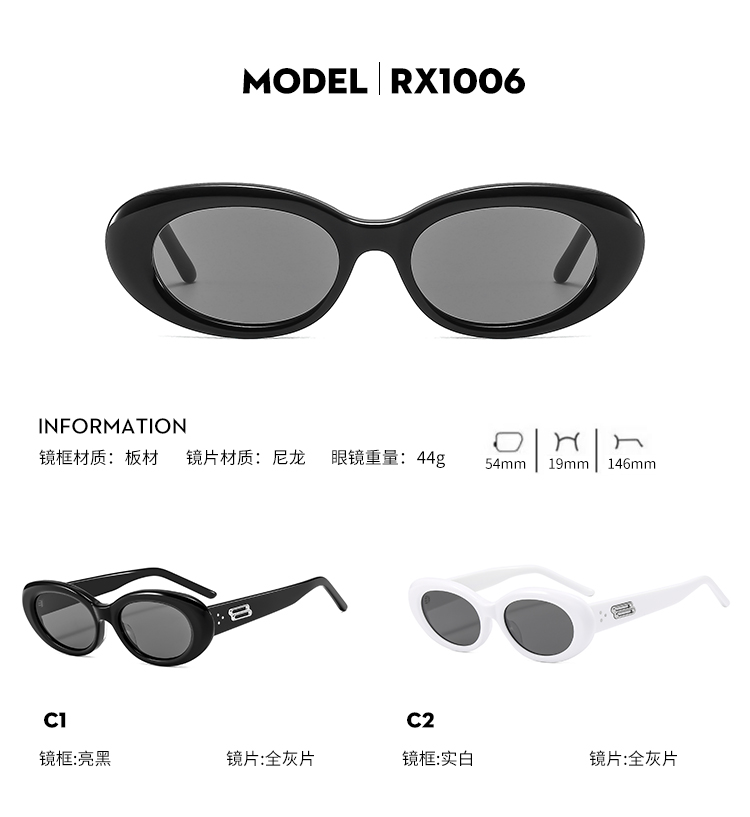 MODEL | RX1006
INFORMATION
镜框材质：板材 镜片材质：尼龙 眼镜重量：44g
54mm 19mm 146mm
C1 C2
镜框:亮黑 镜片:全灰片 镜框:实白 镜片:全灰片